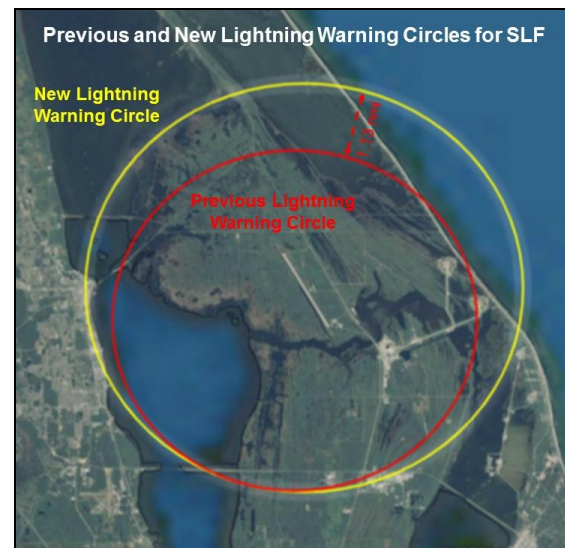 Previous and New Lightning Warning Circles for SLF
New Lightning
Warning Circle
Previous Lightning
Warning Circle